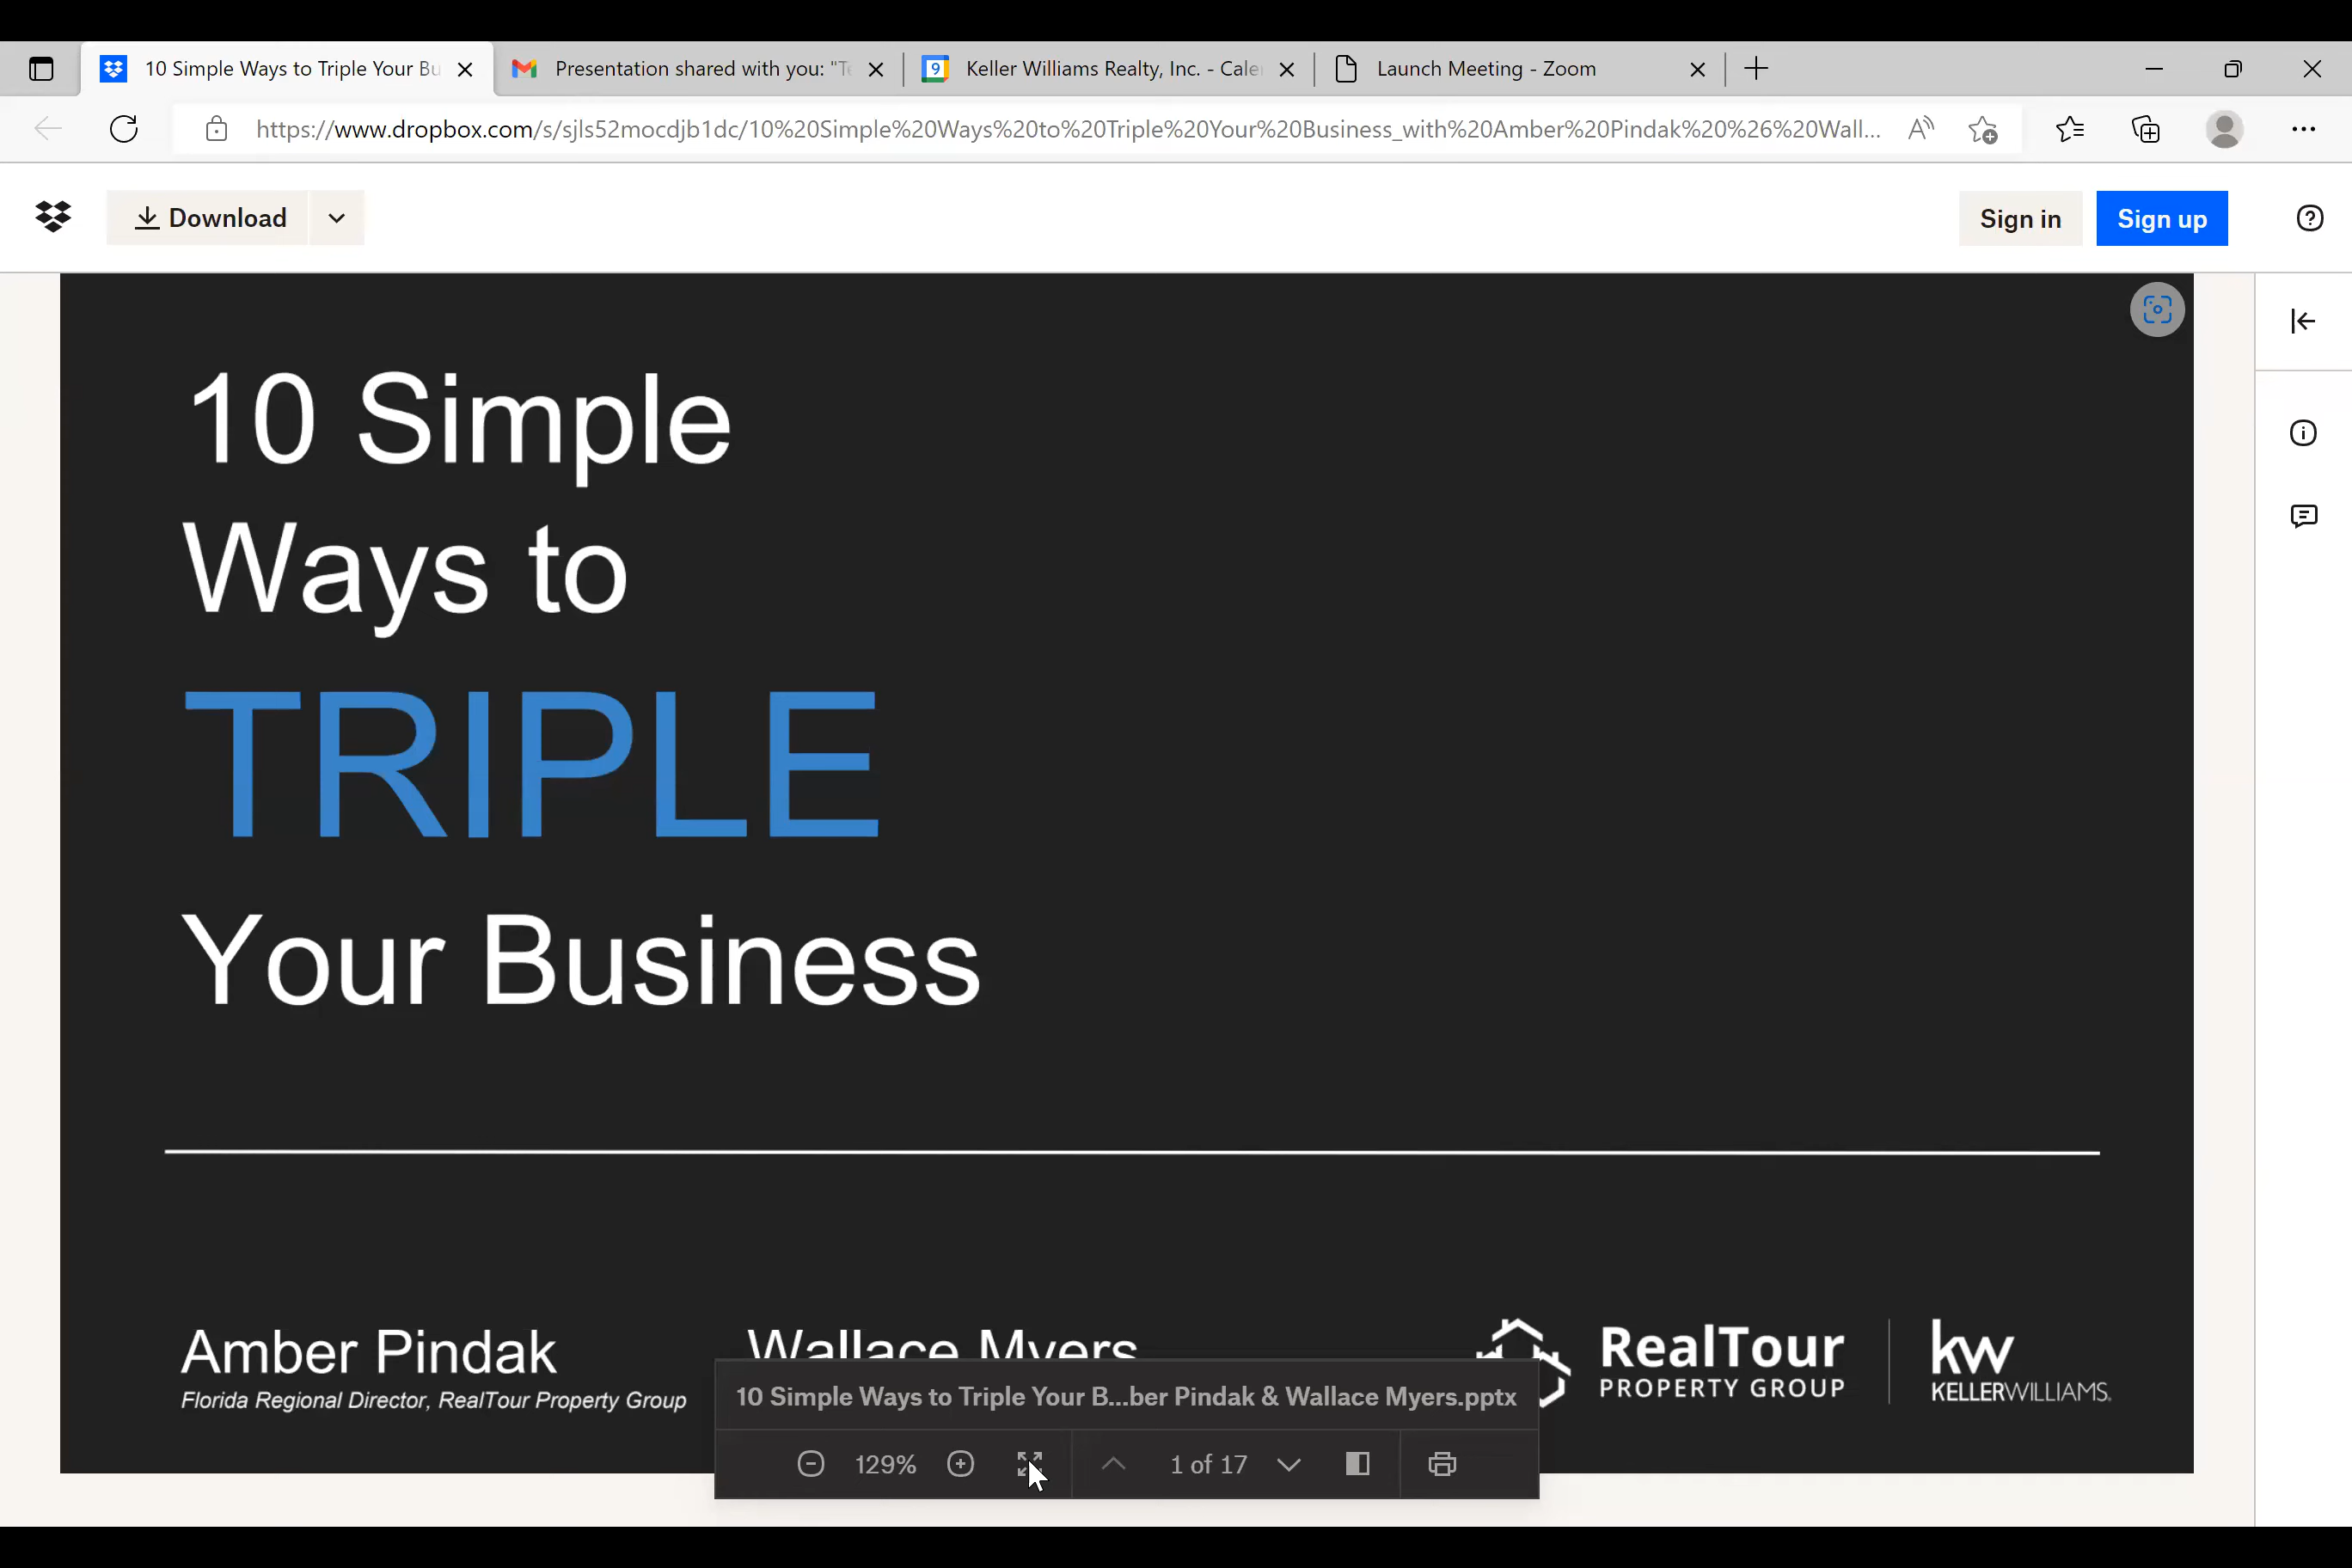 10 Simple Ways to Triple Your Bu
Presentation shared with you: "Te
9
Keller Williams Realty, Inc. - Cale
Launch Meeting - Zoom
https://www.dropbox.com/s/sjls52mocdjb1dc/10%20Simple%20Ways%20to%20Triple%20Your%20Business_with%20Amber%20Pindak%20%26%20Wall...
Download
Sign in
Sign up
10 Simple
Ways to
TRIPLE
Your Business
Amber Pindak
Florida Regional Director, RealTour Property Group
Wallace Myers
RealTour
PROPERTY GROUP
kw
KELLERWILLIAMS.
10 Simple Ways to Triple Your B...ber Pindak & Wallace Myers.pptx
129%
1 of 17